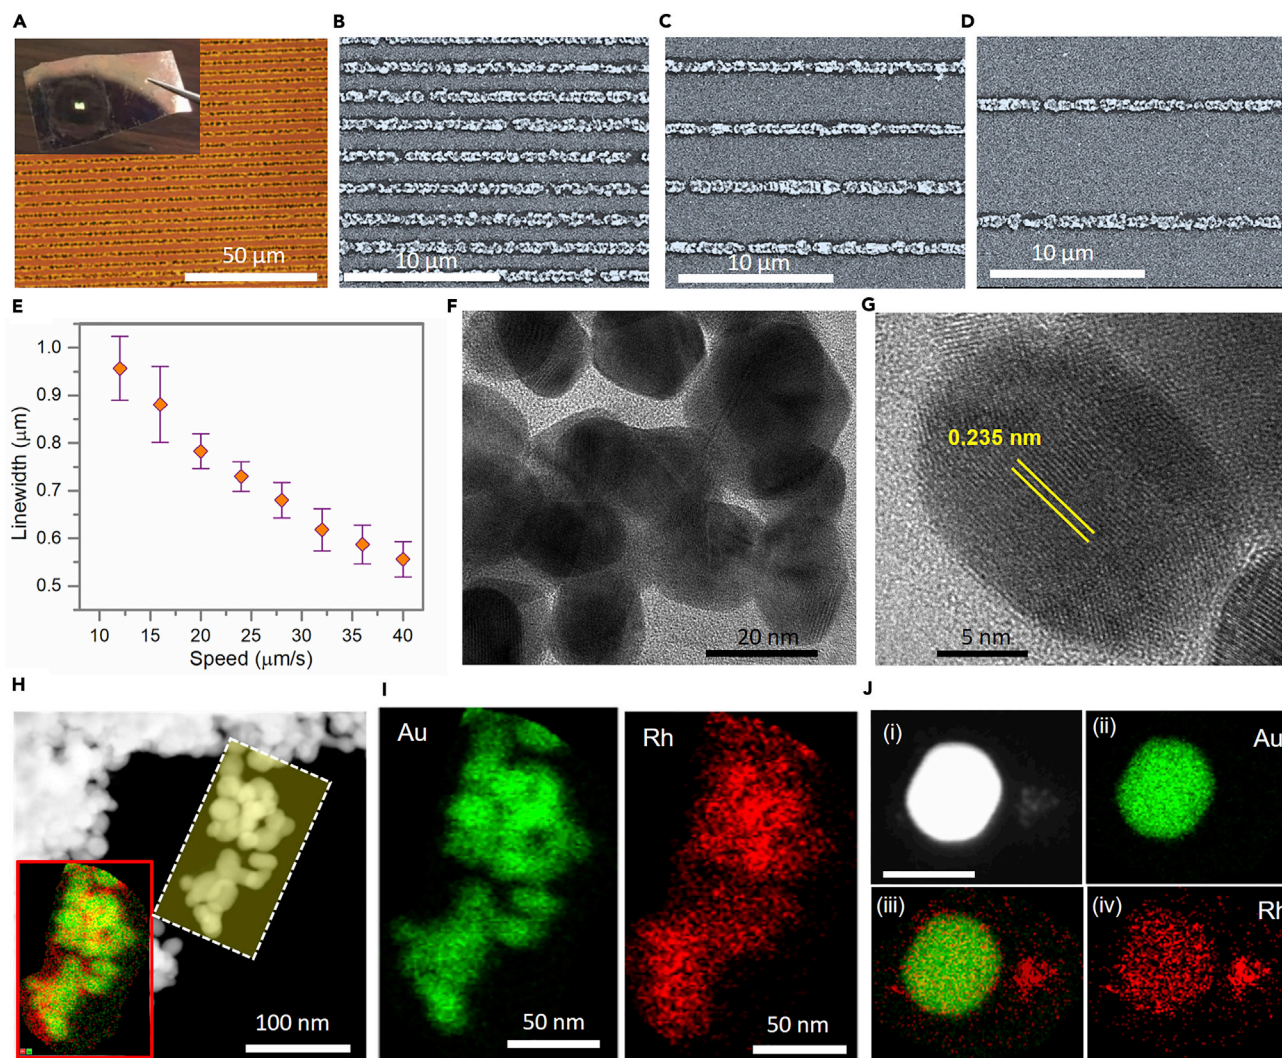 A
B
C
D
50 μm
10 μm
10 μm
10 μm
E
F
G
1.0
0.9
0.8
0.7
0.6
0.5
Linewidth (μm)
10 15 20 25 30 35 40
Speed (μm/s)
20 nm
0.235 nm
5 nm
H
I
J
100 nm
Au
50 nm
Rh
50 nm
(i)
(ii)
Au
(iii)
(iv)
Rh